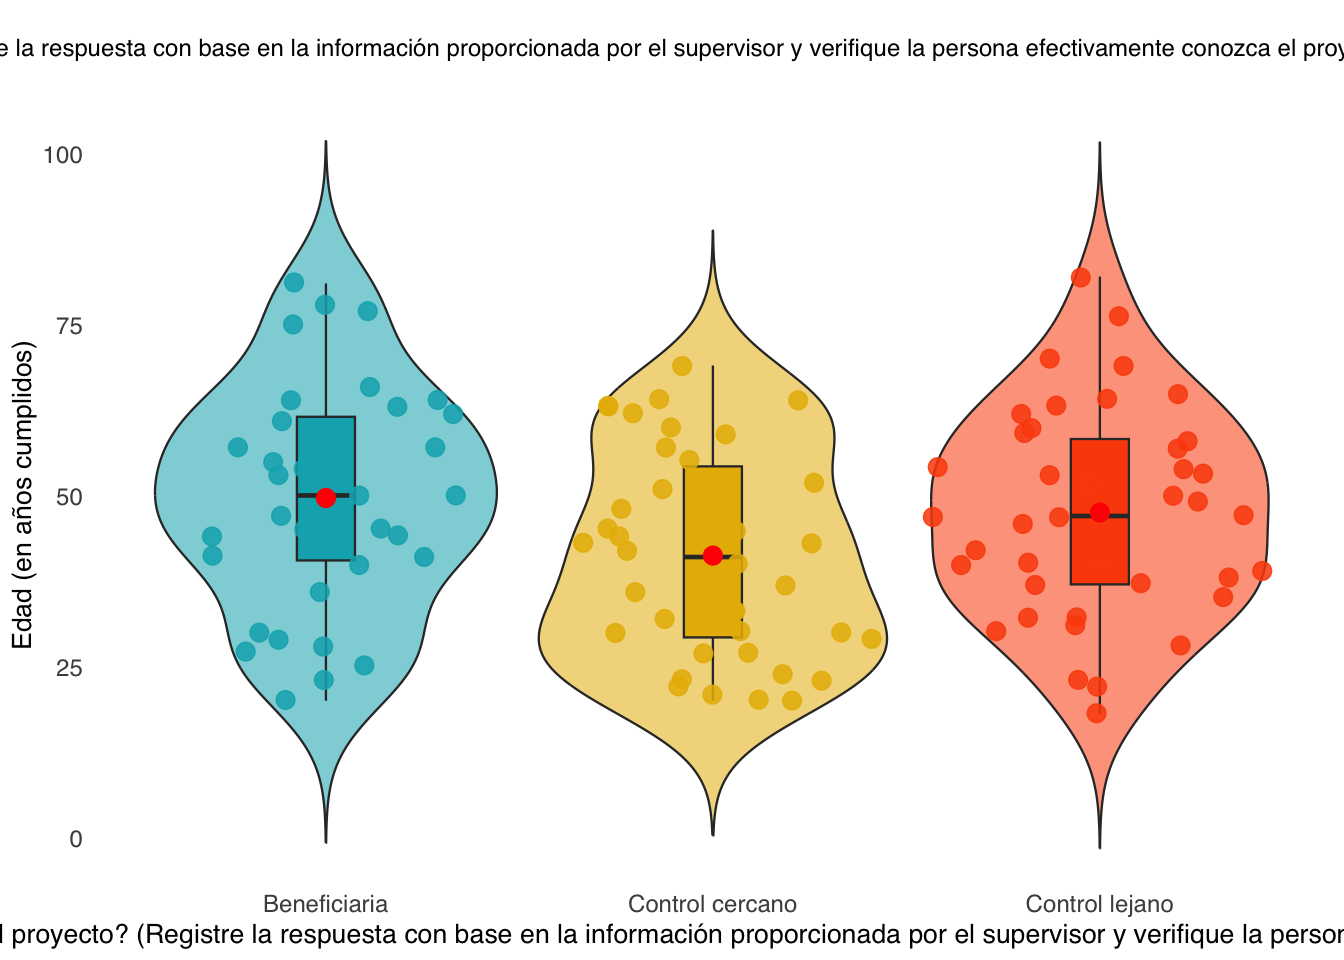 e la respuesta con base en la información proporcionada por el supervisor y verifique la persona efectivamente conozca el proy
100
75
50
25
0
Edad (en años cumplidos)
Beneficiaria
Control cercano
Control lejano
l proyecto? (Registre la respuesta con base en la información proporcionada por el supervisor y verifique la person